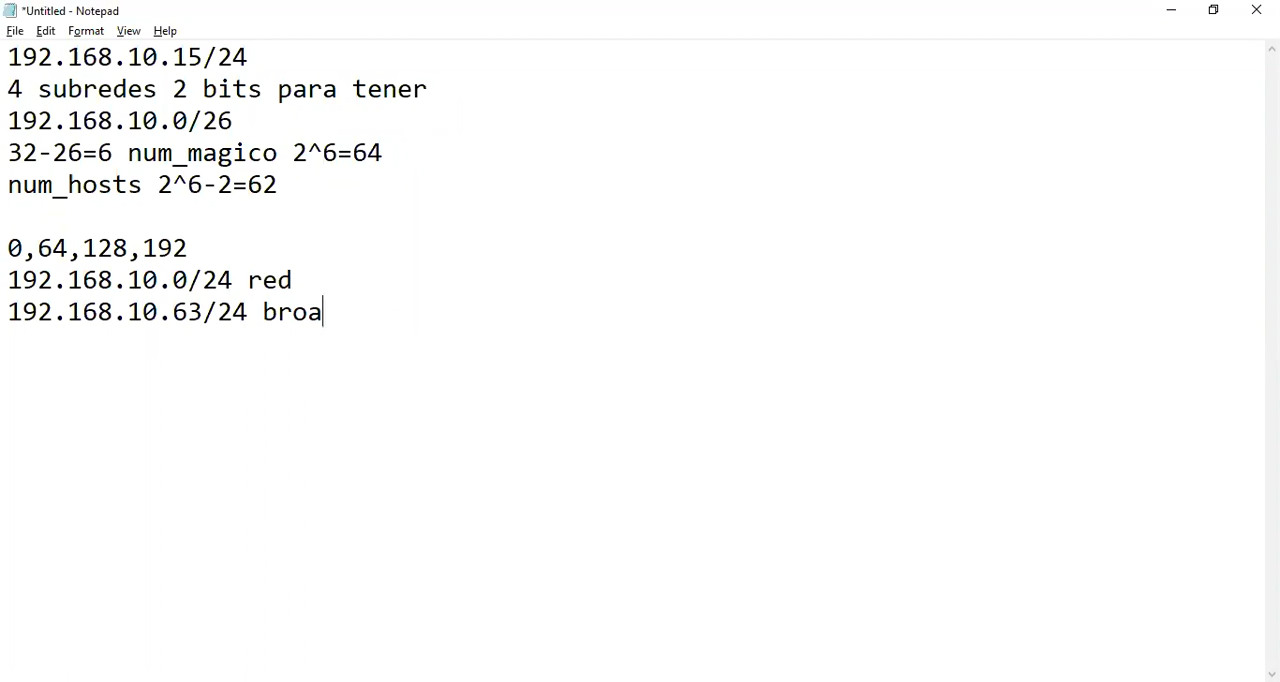 *Untitled - Notepad
File Edit Format View Help
192.168.10.15/24
4 subredes 2 bits para tener
192.168.10.0/26
32-26=6 num_magico 2^6=64
num_hosts 2^6-2=62
0,64,128,192
192.168.10.0/24 red
192.168.10.63/24 broa